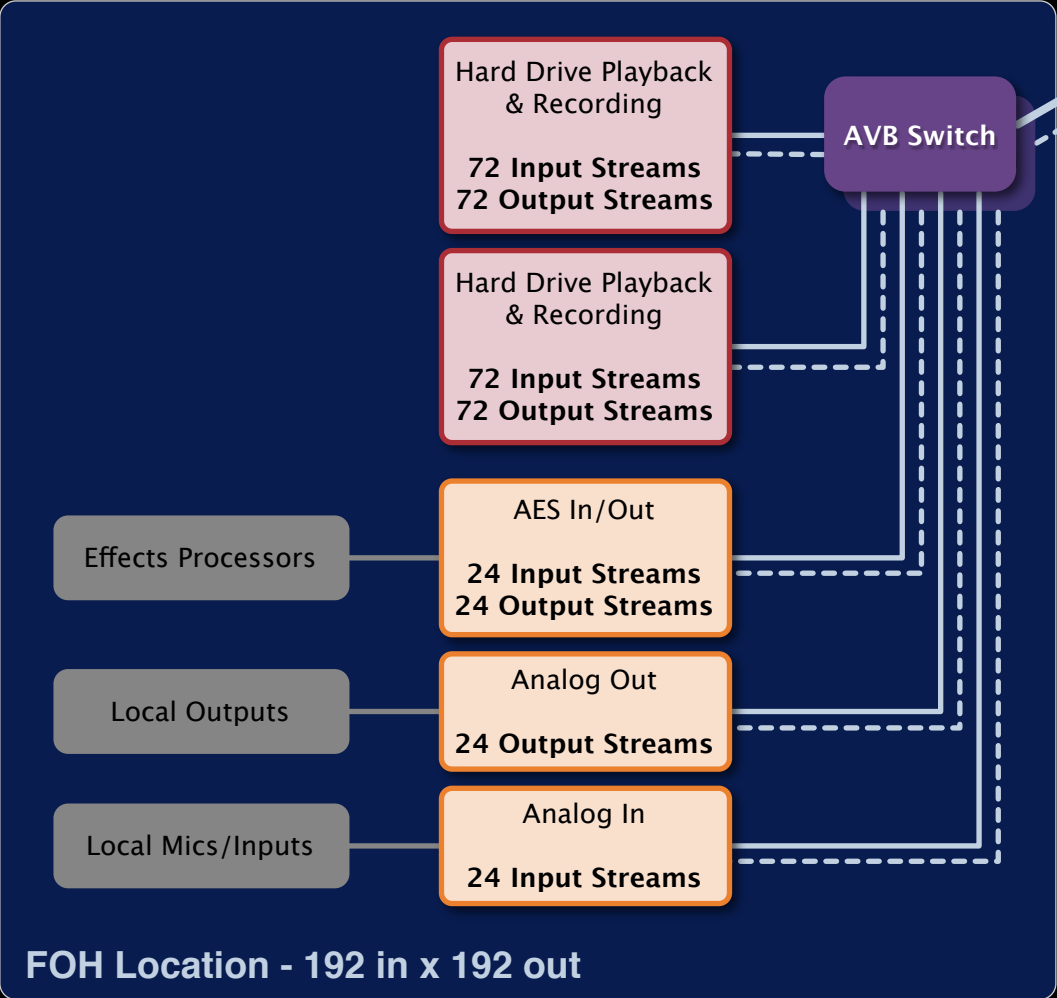 Hard Drive Playback
& Recording
72 Input Streams
72 Output Streams
AVB Switch
Hard Drive Playback
& Recording
72 Input Streams
72 Output Streams
Effects Processors
AES In/Out
24 Input Streams
24 Output Streams
Local Outputs
Analog Out
24 Output Streams
Local Mics/Inputs
Analog In
24 Input Streams
FOH Location - 192 in x 192 out